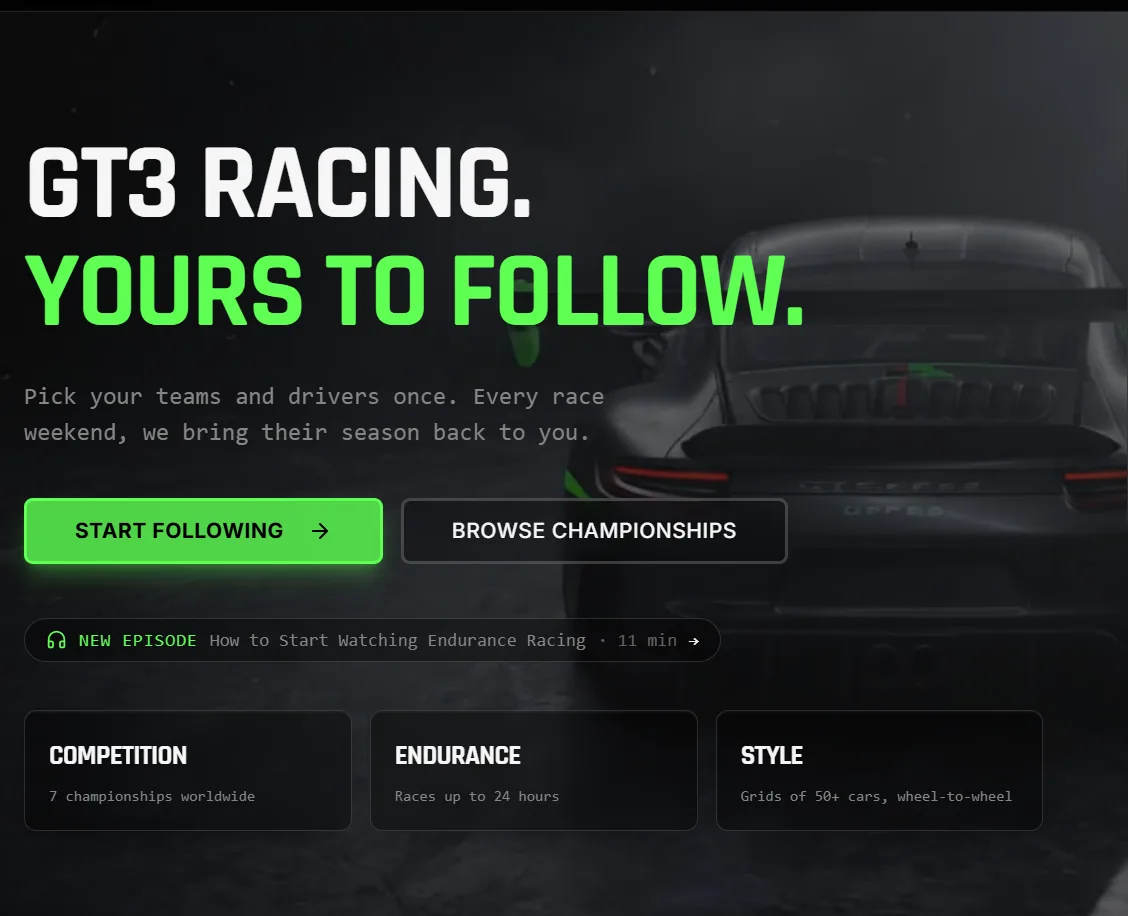 GT3 RACING.
YOURS TO FOLLOW.
Pick your teams and drivers once. Every race
weekend, we bring their season back to you.
START FOLLOWING →
BROWSE CHAMPIONSHIPS
NEW EPISODE How to Start Watching Endurance Racing · 11 min →
COMPETITION
7 championships worldwide
ENDURANCE
Races up to 24 hours
STYLE
Grids of 50+ cars, wheel-to-wheel